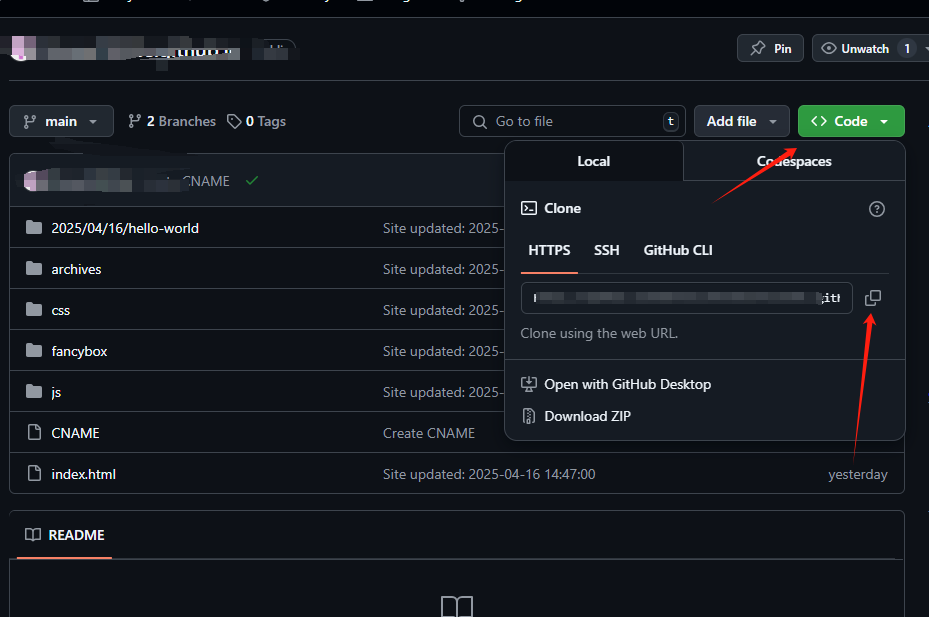 Pin
Unwatch 1
main
2 Branches
0 Tags
Go to file
t
Add file
Code
Local
Codespaces
CNAME
Clone
2025/04/16/hello-world
Site updated: 2025-
HTTPS
SSH
GitHub CLI
archives
Site updated: 2025-
css
Site updated: 2025-
Clone using the web URL.
fancybox
Site updated: 2025-
Open with GitHub Desktop
js
Site updated: 2025-
Download ZIP
CNAME
Create CNAME
index.html
Site updated: 2025-04-16 14:47:00
yesterday
README